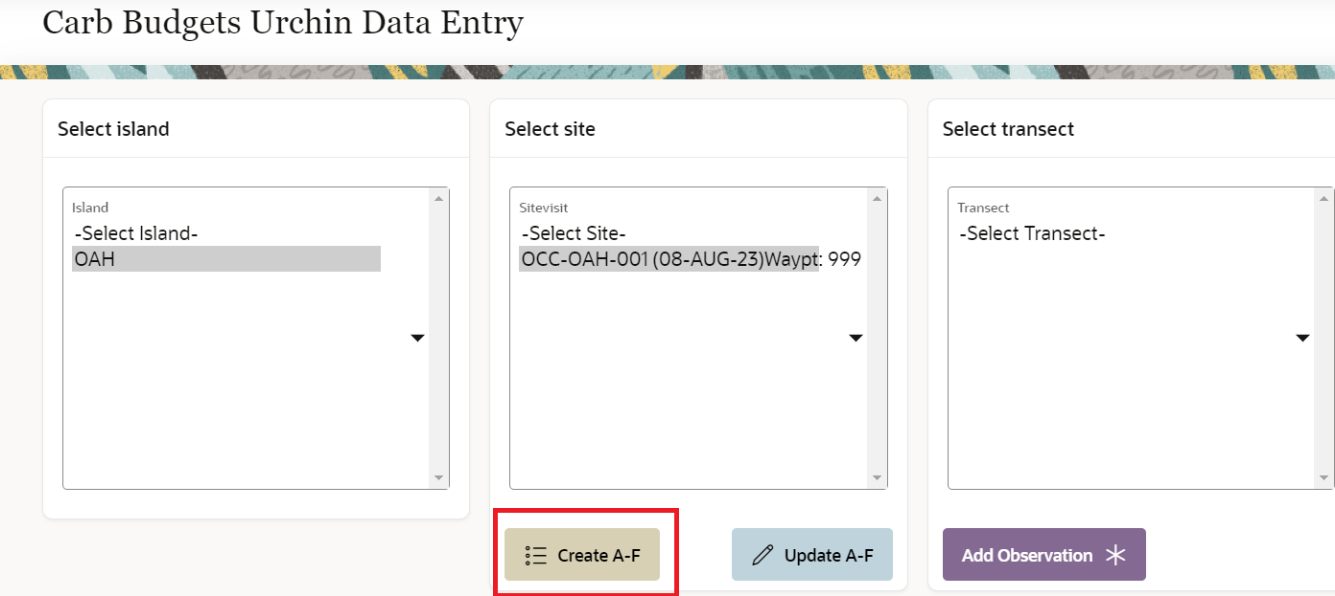 Carb Budgets Urchin Data Entry
Select island
Island
-Select Island-
OAH
Select site
Sitevisit
-Select Site-
OCC-OAH-001 (08-AUG-23)Waypt: 999
Create A-F
Update A-F
Select transect
Transect
-Select Transect-
Add Observation